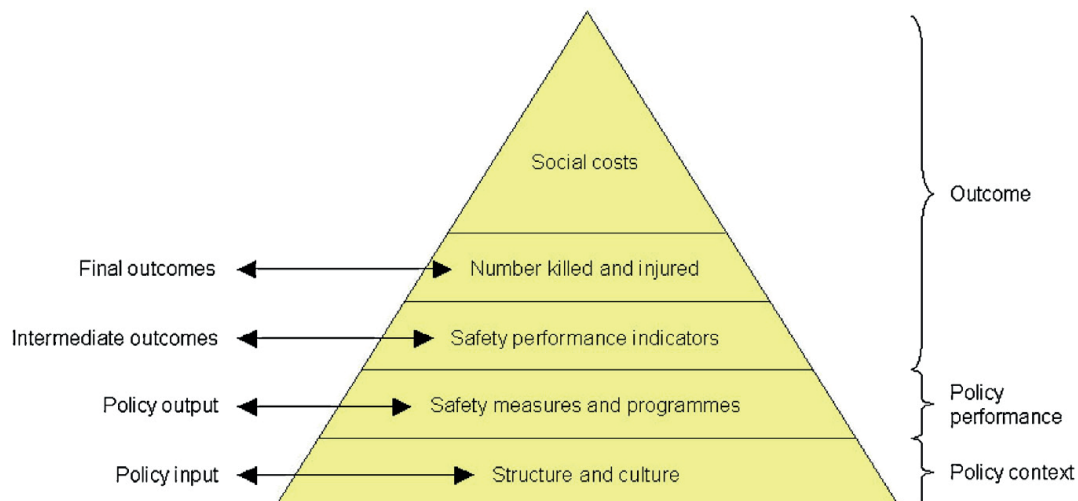 Social costs
Outcome
Final outcomes
Number killed and injured
Intermediate outcomes
Safety performance indicators
Policy output
Safety measures and programmes
Policy
performance
Policy input
Structure and culture
Policy context